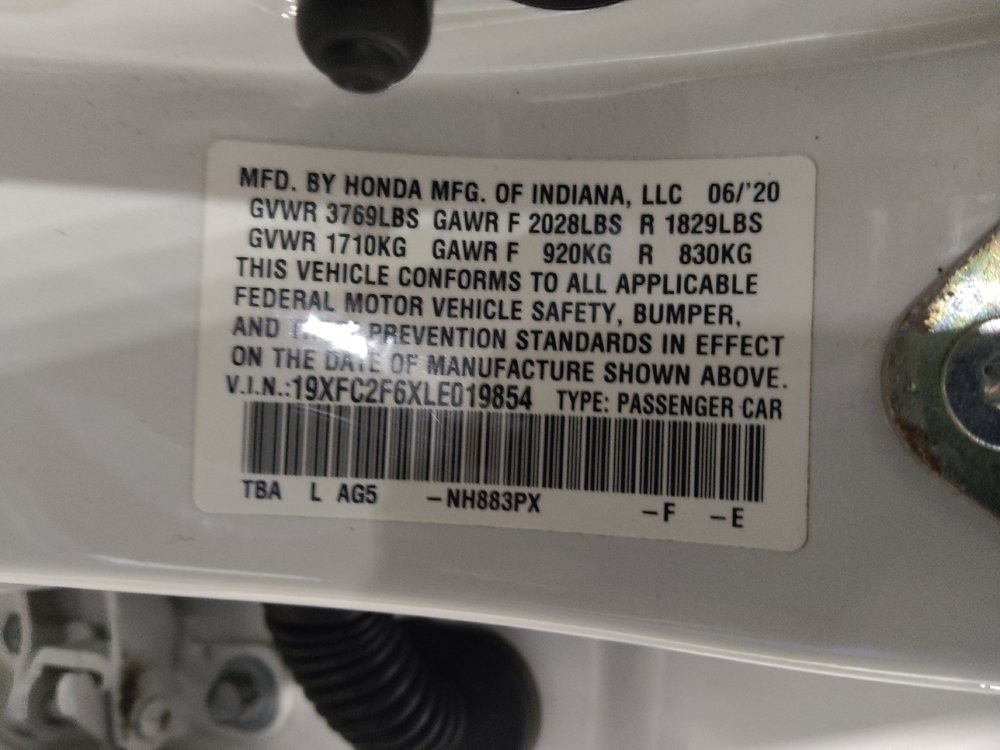 MFD. BY HONDA MFG. OF INDIANA, LLC 06/'20
GVWR 3769LBS GAWR F 2028LBS R 1829LBS
GVWR 1710KG GAWR F 920KG R 830KG
THIS VEHICLE CONFORMS TO ALL APPLICABLE
FEDERAL MOTOR VEHICLE SAFETY, BUMPER,
AND THEFT PREVENTION STANDARDS IN EFFECT
ON THE DATE OF MANUFACTURE SHOWN ABOVE.
V.I.N.:19XFC2F6XLE019854 TYPE: PASSENGER CAR
TBA L AG5 -NH883PX -F -E